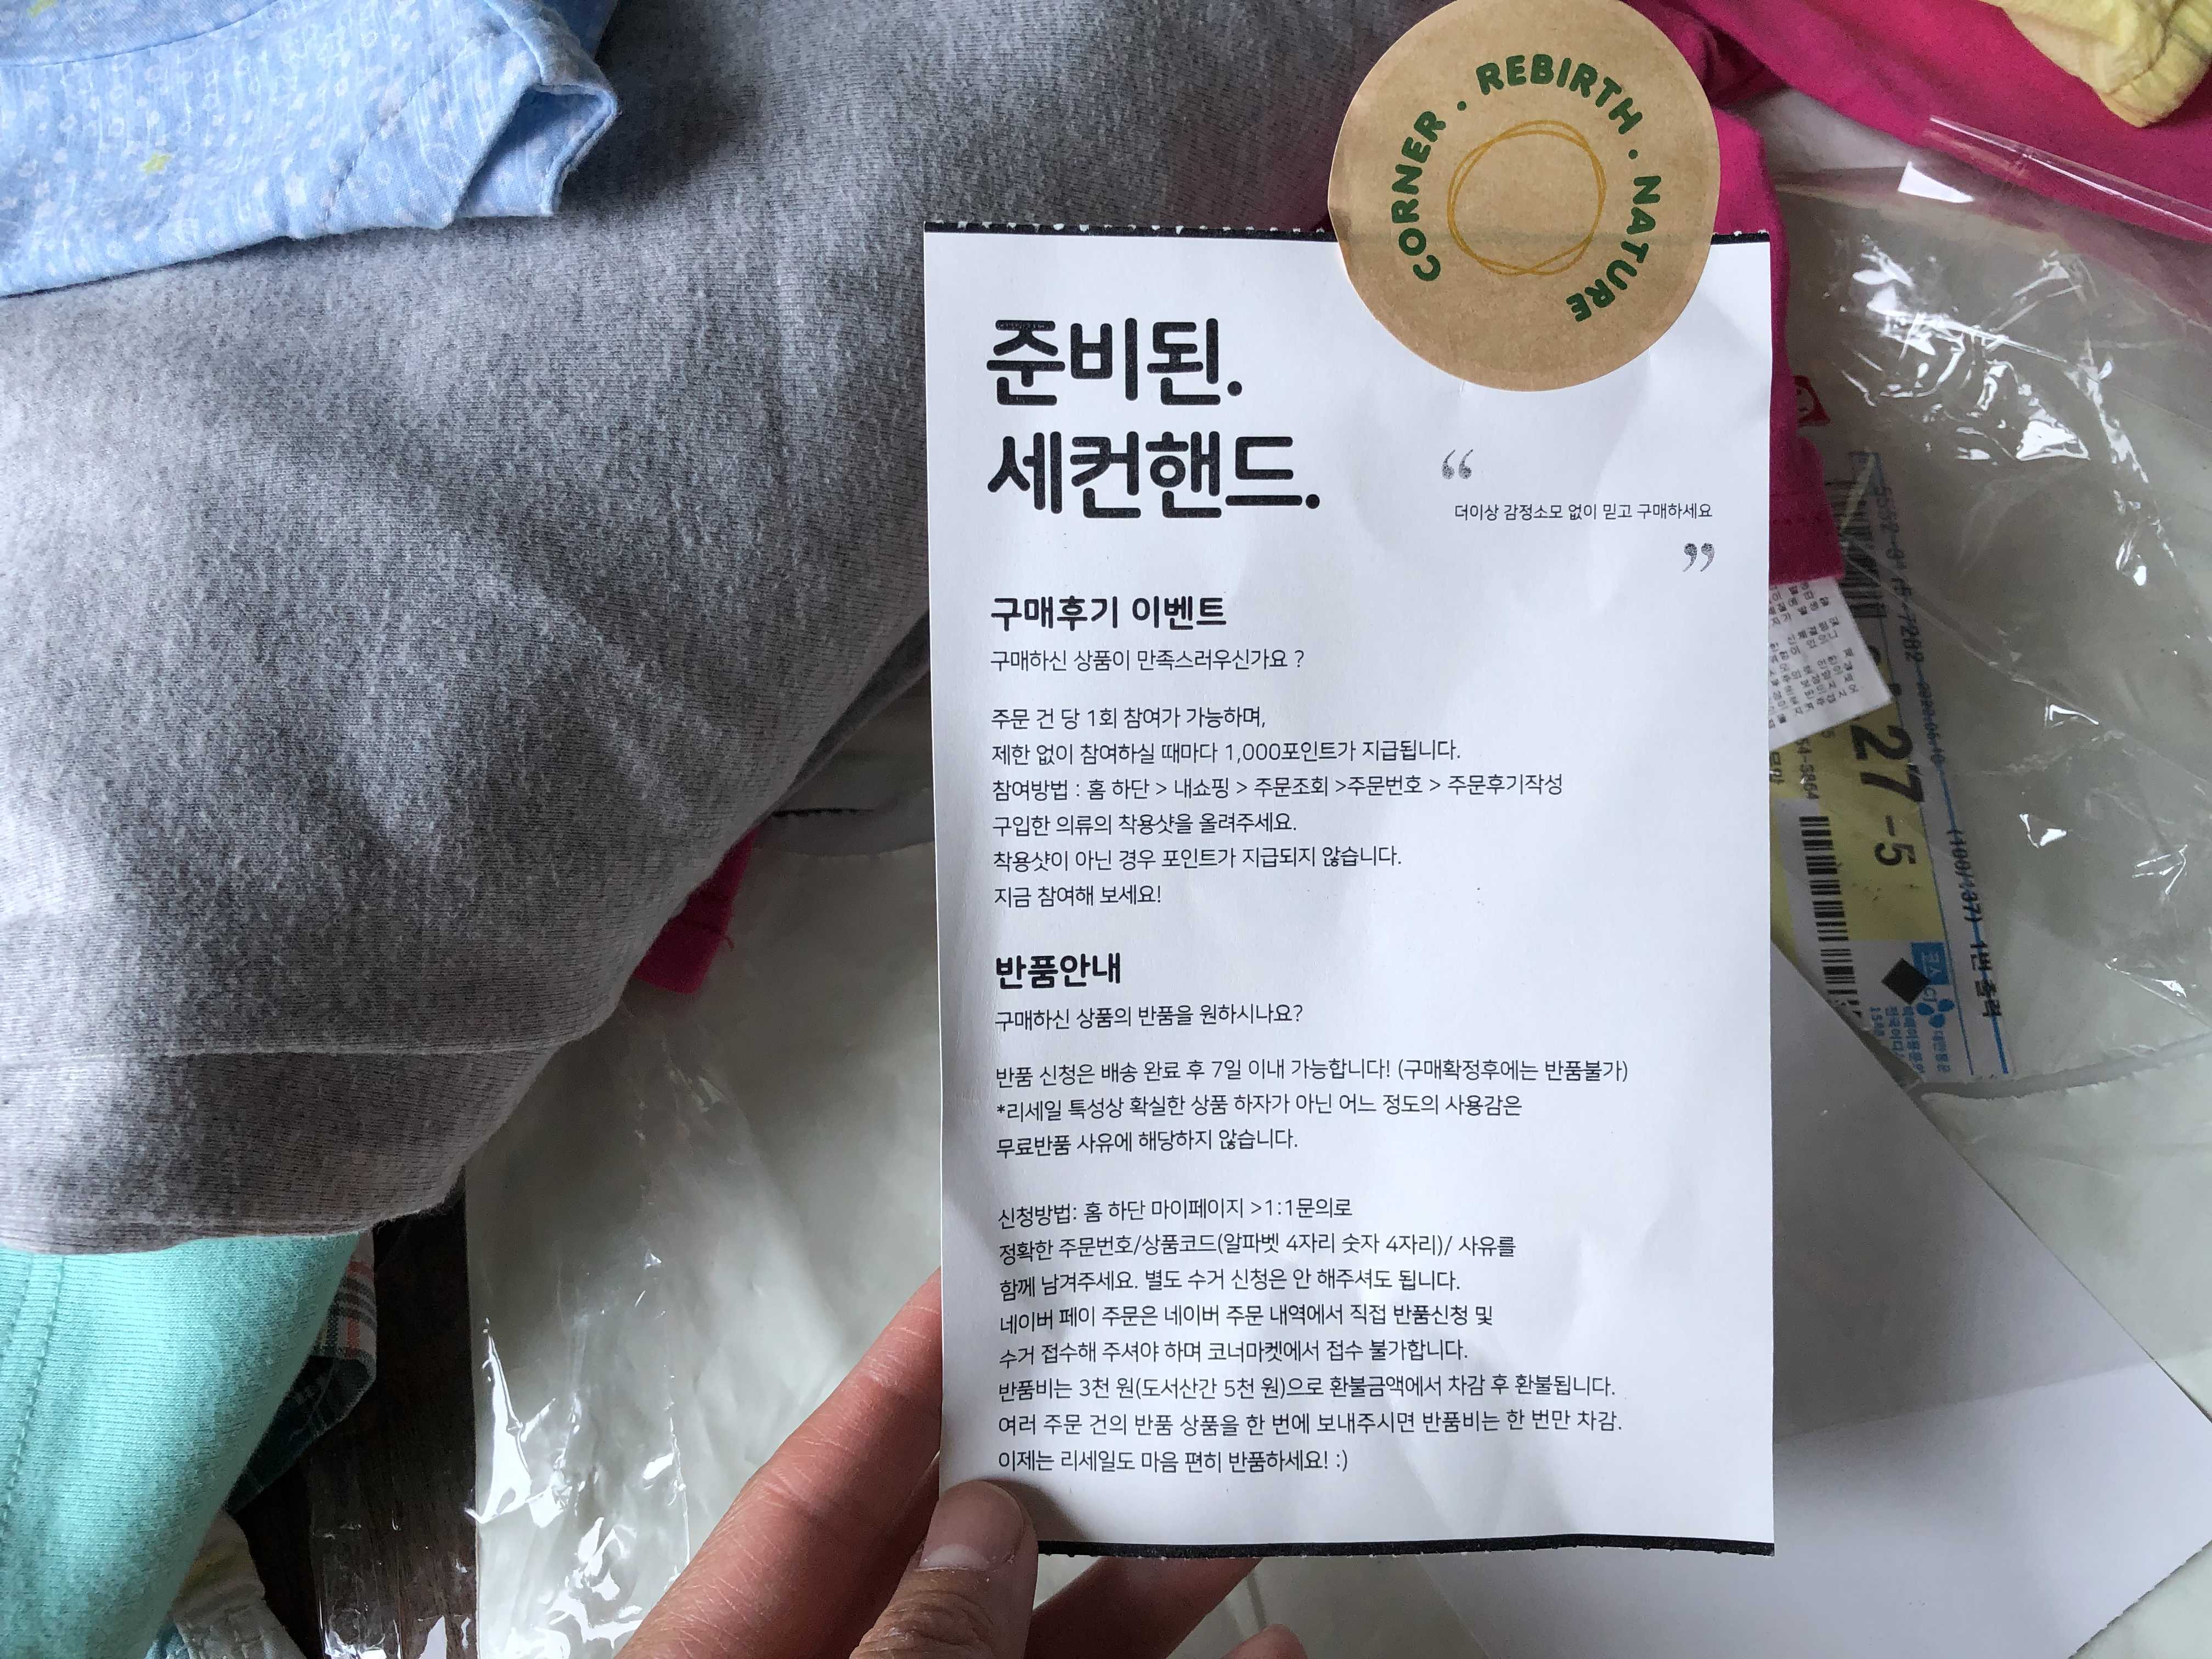 CORNER · REBIRTH · NATURE
준비된.
세컨핸드.
“
더이상 감정소모 없이 믿고 구매하세요
”
구매후기 이벤트
구매하신 상품이 만족스러우신가요 ?
주문 건 당 1회 참여가 가능하며,
제한 없이 참여하실 때마다 1,000포인트가 지급됩니다.
참여방법 : 홈 하단 > 내쇼핑 > 주문조회 >주문번호 > 주문후기작성
구입한 의류의 착용샷을 올려주세요.
착용샷이 아닌 경우 포인트가 지급되지 않습니다.
지금 참여해 보세요!
반품안내
구매하신 상품의 반품을 원하시나요?
반품 신청은 배송 완료 후 7일 이내 가능합니다! (구매확정후에는 반품불가)
*리세일 특성상 확실한 상품 하자가 아닌 어느 정도의 사용감은
무료반품 사유에 해당하지 않습니다.
신청방법: 홈 하단 마이페이지 >1:1문의로
정확한 주문번호/상품코드(알파벳 4자리 숫자 4자리)/ 사유를
함께 남겨주세요. 별도 수거 신청은 안 해주셔도 됩니다.
네이버 페이 주문은 네이버 주문 내역에서 직접 반품신청 및
수거 접수해 주셔야 하며 코너마켓에서 접수 불가합니다.
반품비는 3천 원(도서산간 5천 원)으로 환불금액에서 차감 후 환불됩니다.
여러 주문 건의 반품 상품을 한 번에 보내주시면 반품비는 한 번만 차감.
이제는 리세일도 마음 편히 반품하세요! :)
27 -5